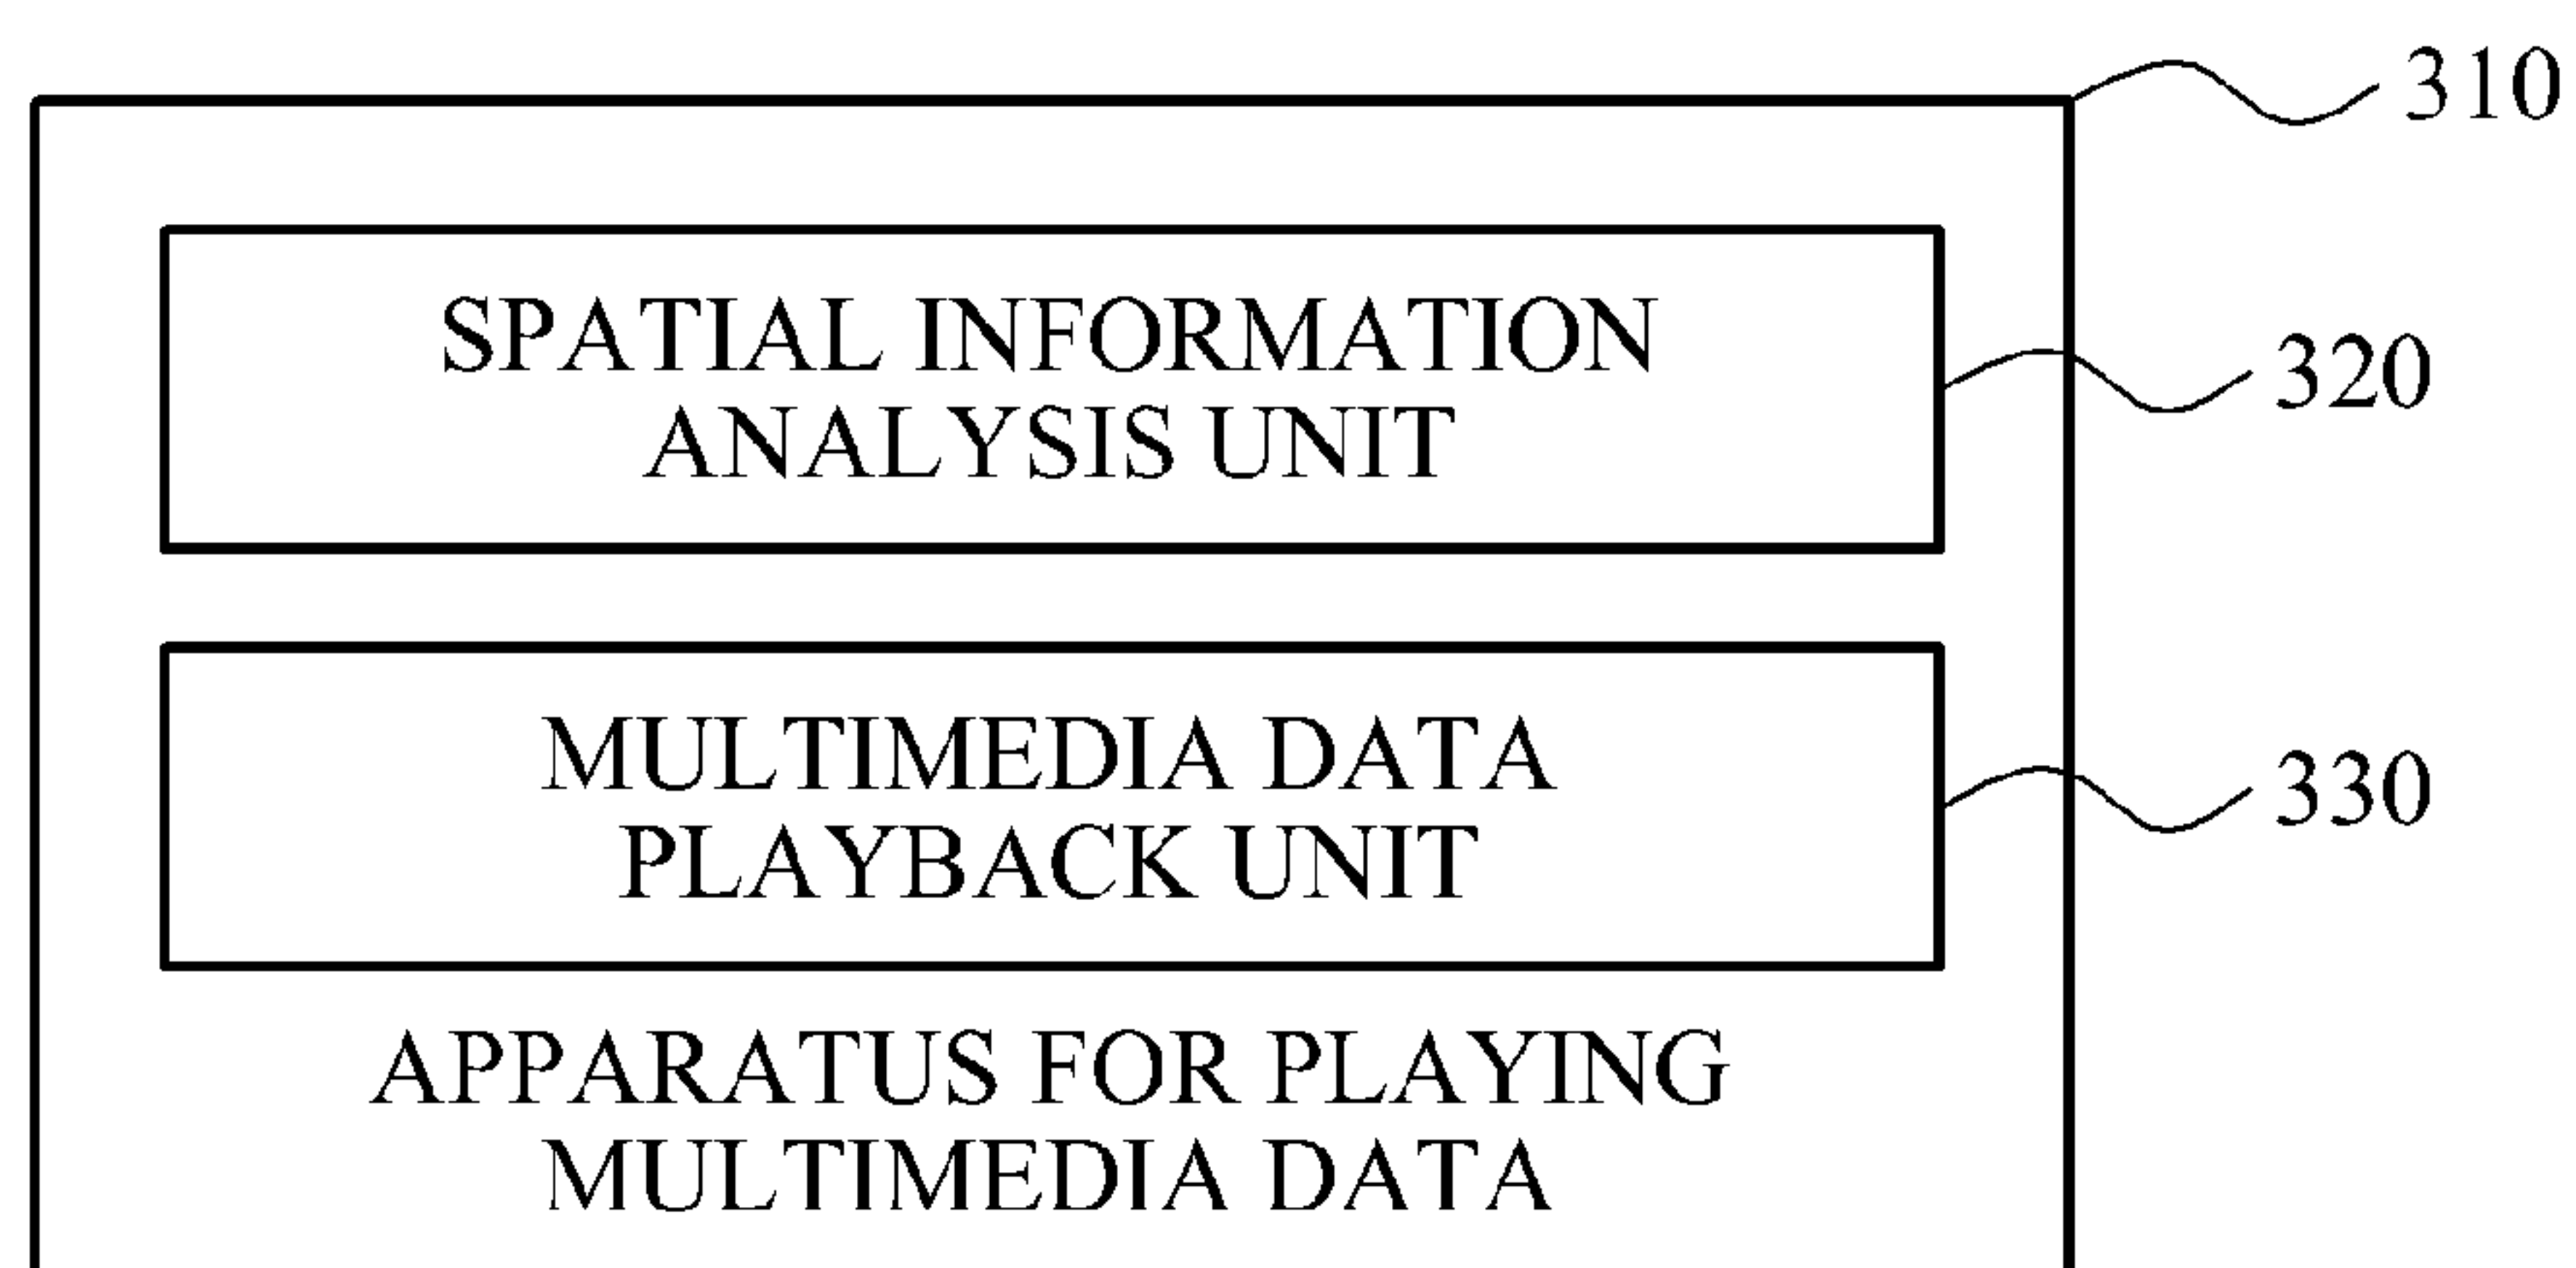 310
SPATIAL INFORMATION
ANALYSIS UNIT
320
MULTIMEDIA DATA
PLAYBACK UNIT
330
APPARATUS FOR PLAYING
MULTIMEDIA DATA